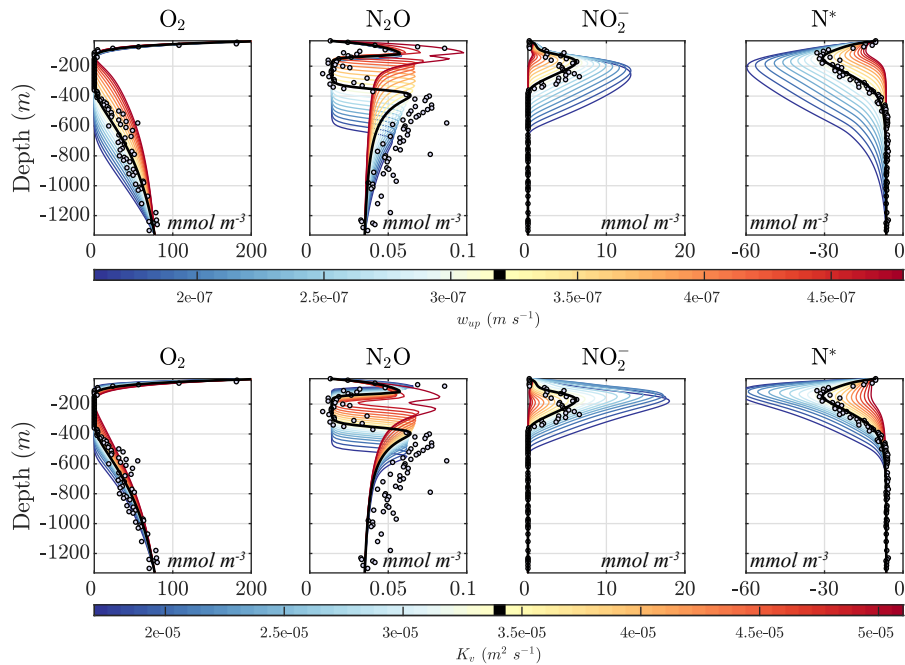 O₂ N₂O NO₂⁻ N*
Depth (m)
-200
-400
-600
-800
-1000
-1200
mmol m⁻³ mmol m⁻³ mmol m⁻³ mmol m⁻³
0 100 200 0 0.05 0.1 0 10 20 -60 -30 0
2e-07 2.5e-07 3e-07 3.5e-07 4e-07 4.5e-07
w_up (m s⁻¹)
O₂ N₂O NO₂⁻ N*
Depth (m)
-200
-400
-600
-800
-1000
-1200
mmol m⁻³ mmol m⁻³ mmol m⁻³ mmol m⁻³
0 100 200 0 0.05 0.1 0 10 20 -60 -30 0
2e-05 2.5e-05 3e-05 3.5e-05 4e-05 4.5e-05 5e-05
K_v (m² s⁻¹)